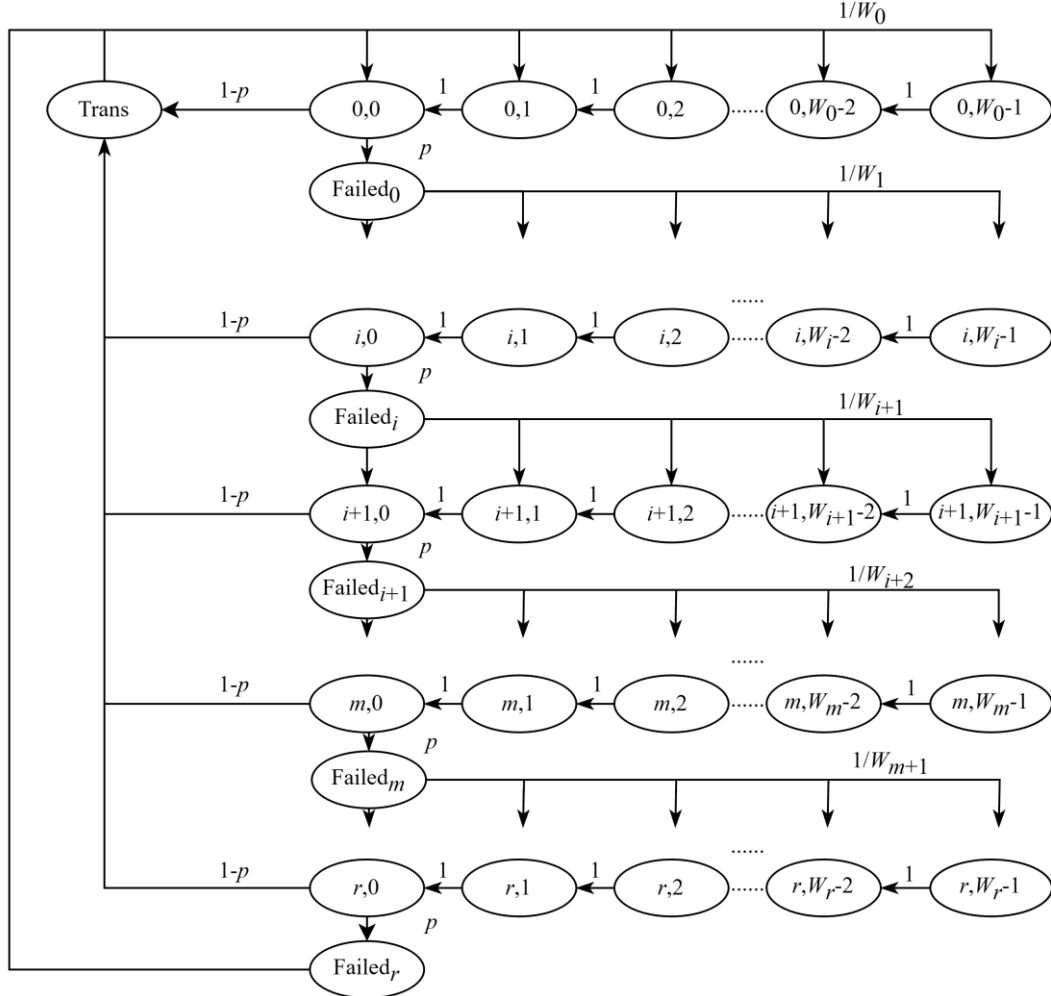 1/W₀
Trans 1-p 0,0 1 0,1 1 0,2 ...... 0,W₀-2 1 0,W₀-1
p
Failed₀ 1/W₁
......
1-p i,0 1 i,1 1 i,2 ...... i,Wᵢ-2 1 i,Wᵢ-1
p
Failedᵢ 1/Wᵢ₊₁
1-p i+1,0 1 i+1,1 1 i+1,2 ...... i+1,Wᵢ₊₁-2 1 i+1,Wᵢ₊₁-1
p
Failedᵢ₊₁ 1/Wᵢ₊₂
......
1-p m,0 1 m,1 1 m,2 ...... m,Wₘ-2 1 m,Wₘ-1
p
Failedₘ 1/Wₘ₊₁
......
1-p r,0 1 r,1 1 r,2 ...... r,Wᵣ-2 1 r,Wᵣ-1
p
Failedᵣ